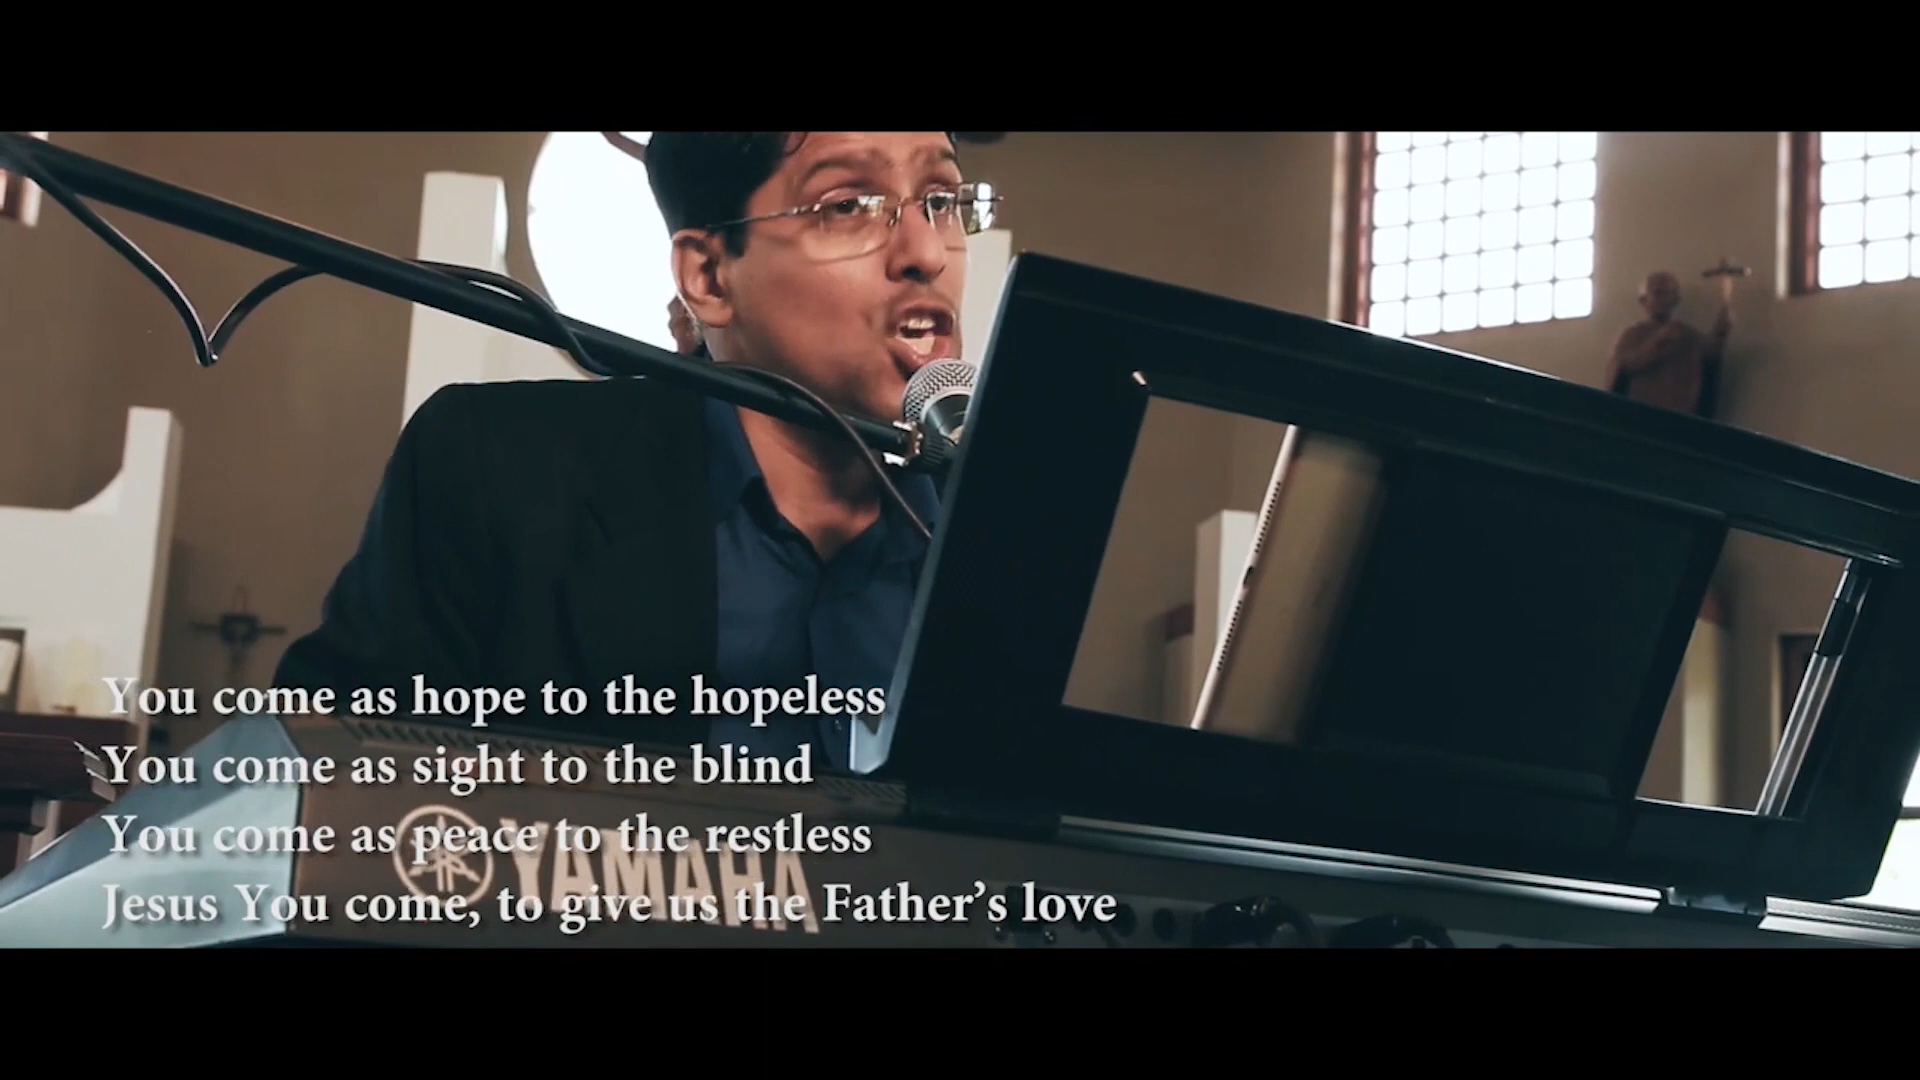 You come as hope to the hopeless
You come as sight to the blind
You come as peace to the restless
YAMAHA
Jesus You come, to give us the Father’s love